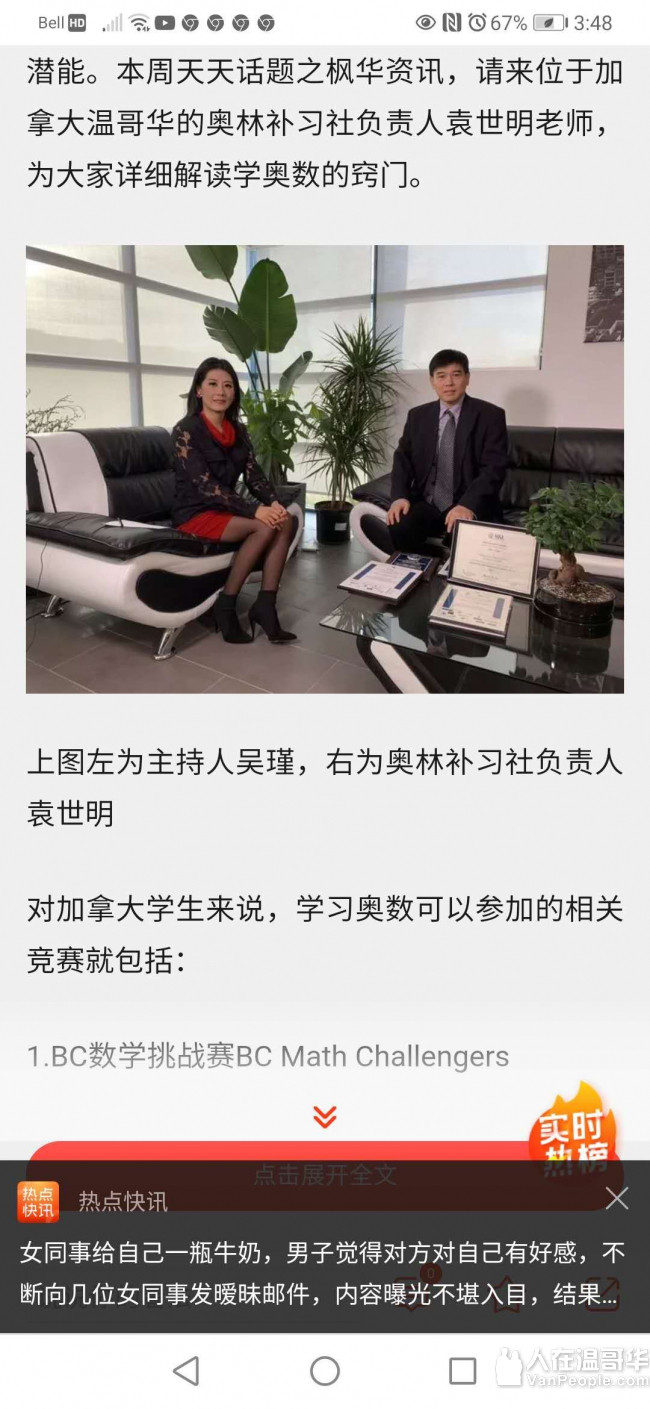 Bell HD 67% 3:48
潜能。本周天天话题之枫华资讯，请来位于加
拿大温哥华的奥林补习社负责人袁世明老师，
为大家详细解读学奥数的窍门。
上图左为主持人吴瑾，右为奥林补习社负责人
袁世明
对加拿大学生来说，学习奥数可以参加的相关
竞赛就包括：
1.BC数学挑战赛BC Math Challengers
实时
热榜
点击展开全文
热点
快讯
热点快讯
女同事给自己一瓶牛奶，男子觉得对方对自己有好感，不
断向几位女同事发暧昧邮件，内容曝光不堪入目，结果...
0
人在温哥华
VanPeople.com